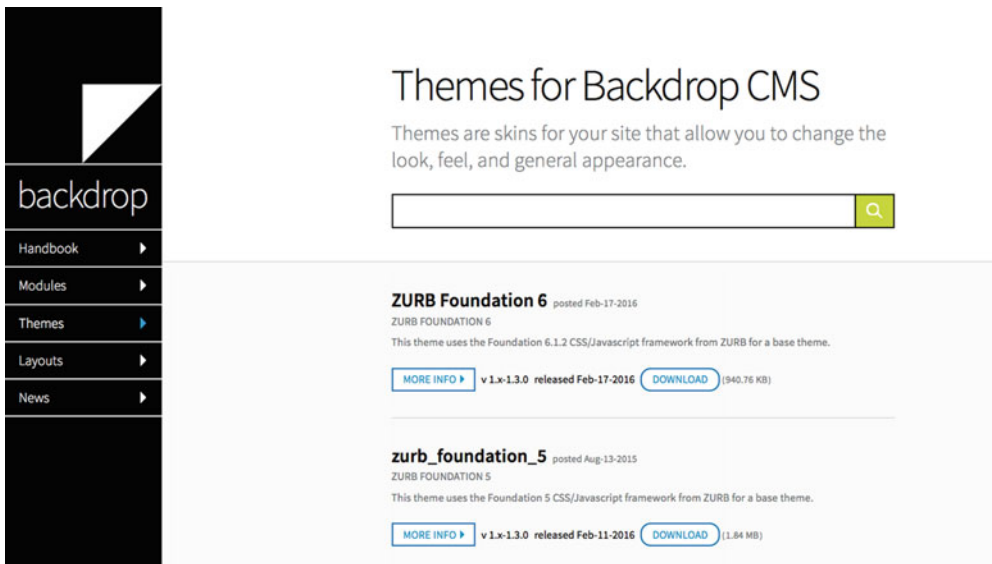 backdrop
Handbook
Modules
Themes
Layouts
News
Themes for Backdrop CMS
Themes are skins for your site that allow you to change the
look, feel, and general appearance.
ZURB Foundation 6 posted Feb-17-2016
ZURB FOUNDATION 6
This theme uses the Foundation 6.1.2 CSS/Javascript framework from ZURB for a base theme.
MORE INFO v 1.x-1.3.0 released Feb-17-2016 DOWNLOAD (940.76 KB)
zurb_foundation_5 posted Aug-13-2015
ZURB FOUNDATION 5
This theme uses the Foundation 5 CSS/Javascript framework from ZURB for a base theme.
MORE INFO v 1.x-1.3.0 released Feb-11-2016 DOWNLOAD (1.84 MB)